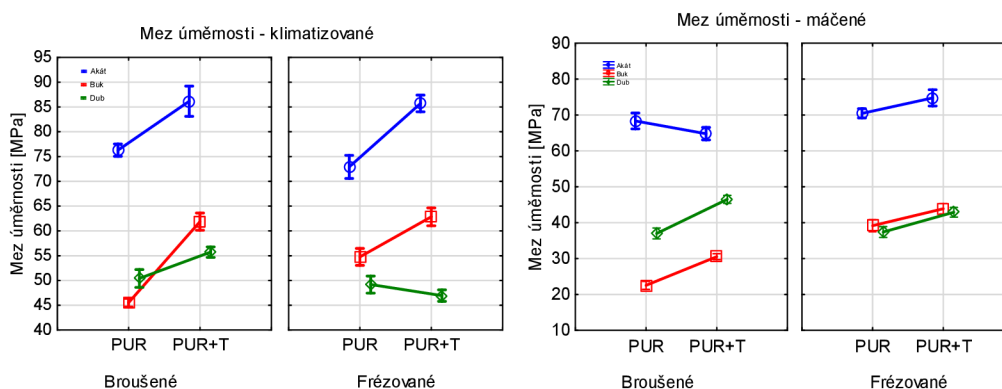 Mez úměrnosti - klimatizované
Mez úměrnosti [MPa]
95
90
85
80
75
70
65
60
55
50
45
40
Akát
Buk
Dub
PUR PUR+T
PUR PUR+T
Broušené
Frézované
Mez úměrnosti - máčené
Mez úměrnosti [MPa]
90
80
70
60
50
40
30
20
10
Akát
Buk
Dub
PUR PUR+T
PUR PUR+T
Broušené
Frézované